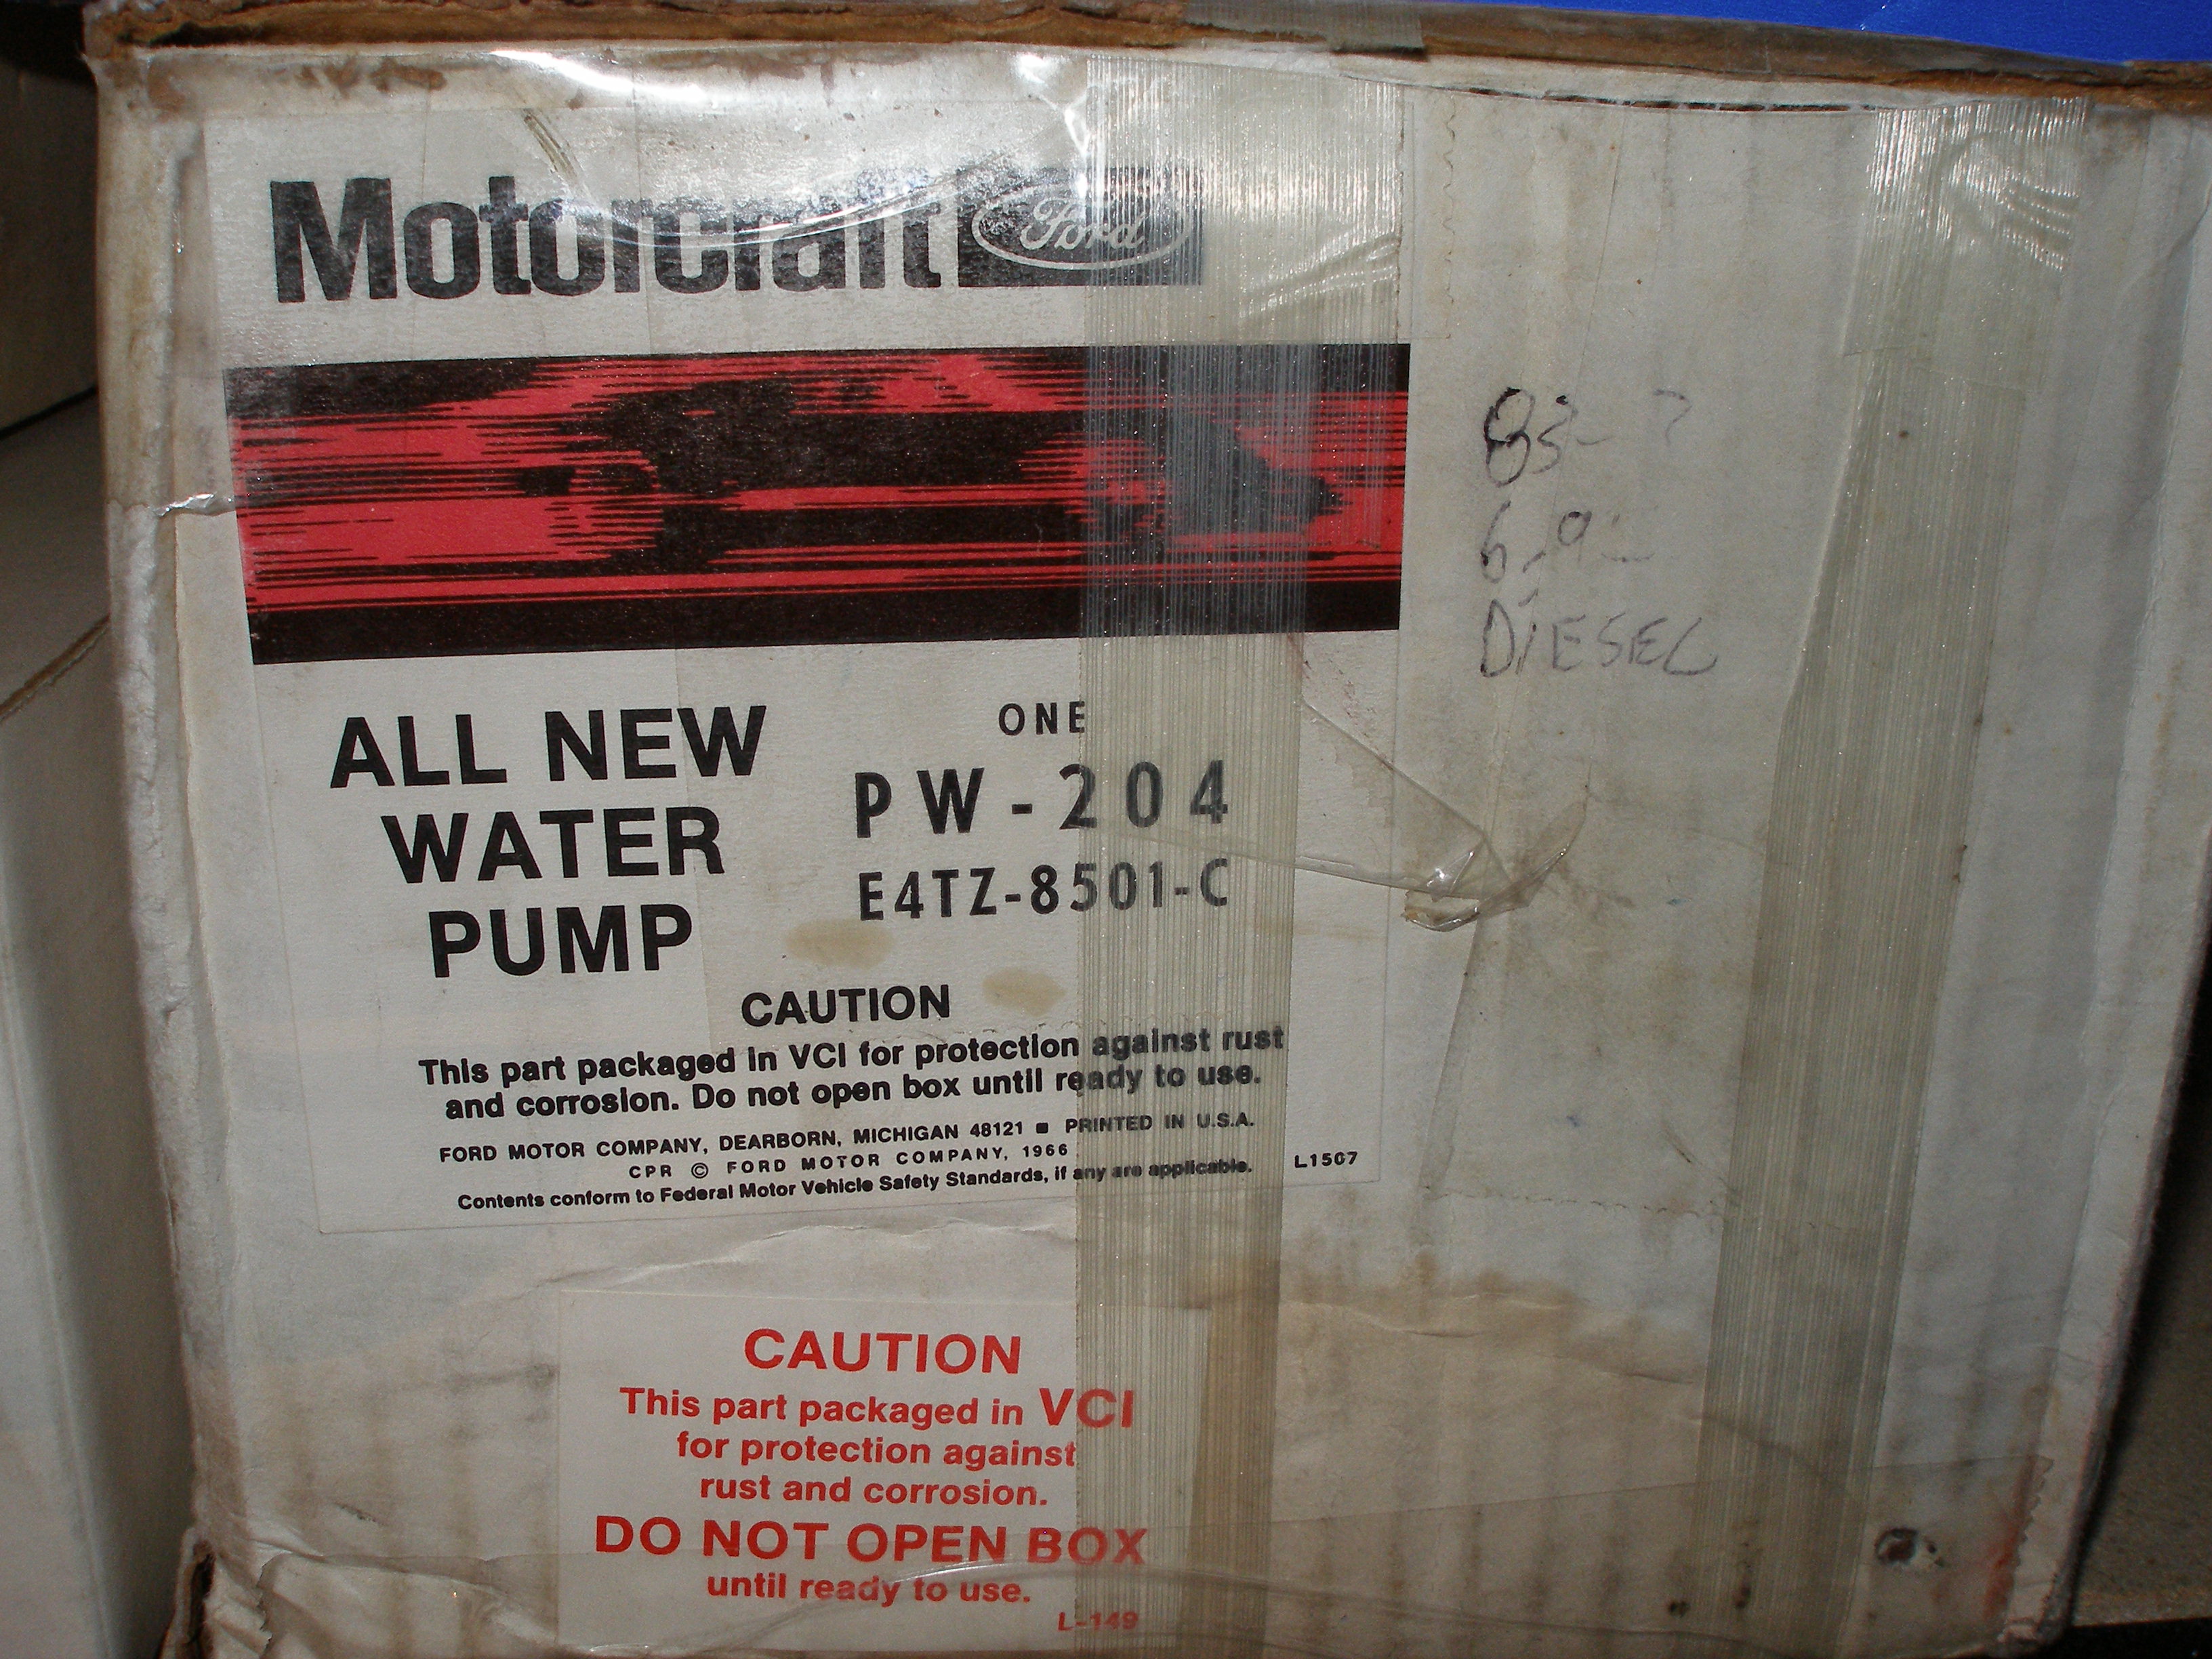 Motorcraft Ford
83-
6.9
DIESEL
ALL NEW
WATER
PUMP
ONE
PW-204
E4TZ-8501-C
CAUTION
This part packaged in VCI for protection against rust
and corrosion. Do not open box until ready to use.
FORD MOTOR COMPANY, DEARBORN, MICHIGAN 48121 ■ PRINTED IN U.S.A.
CPR © FORD MOTOR COMPANY, 1966
Contents conform to Federal Motor Vehicle Safety Standards, if any are applicable.
L1507
CAUTION
This part packaged in VCI
for protection against
rust and corrosion.
DO NOT OPEN BOX
until ready to use.
L-149